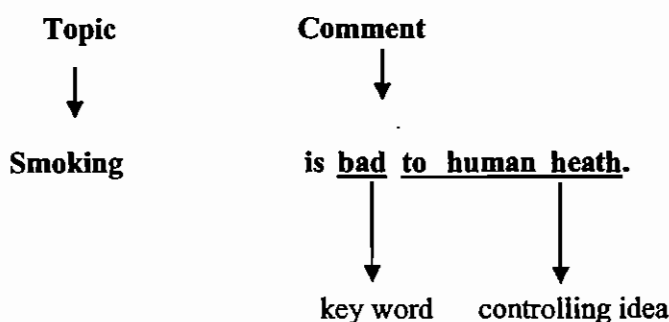 Topic Comment
Smoking is bad to human heath.
key word controlling idea